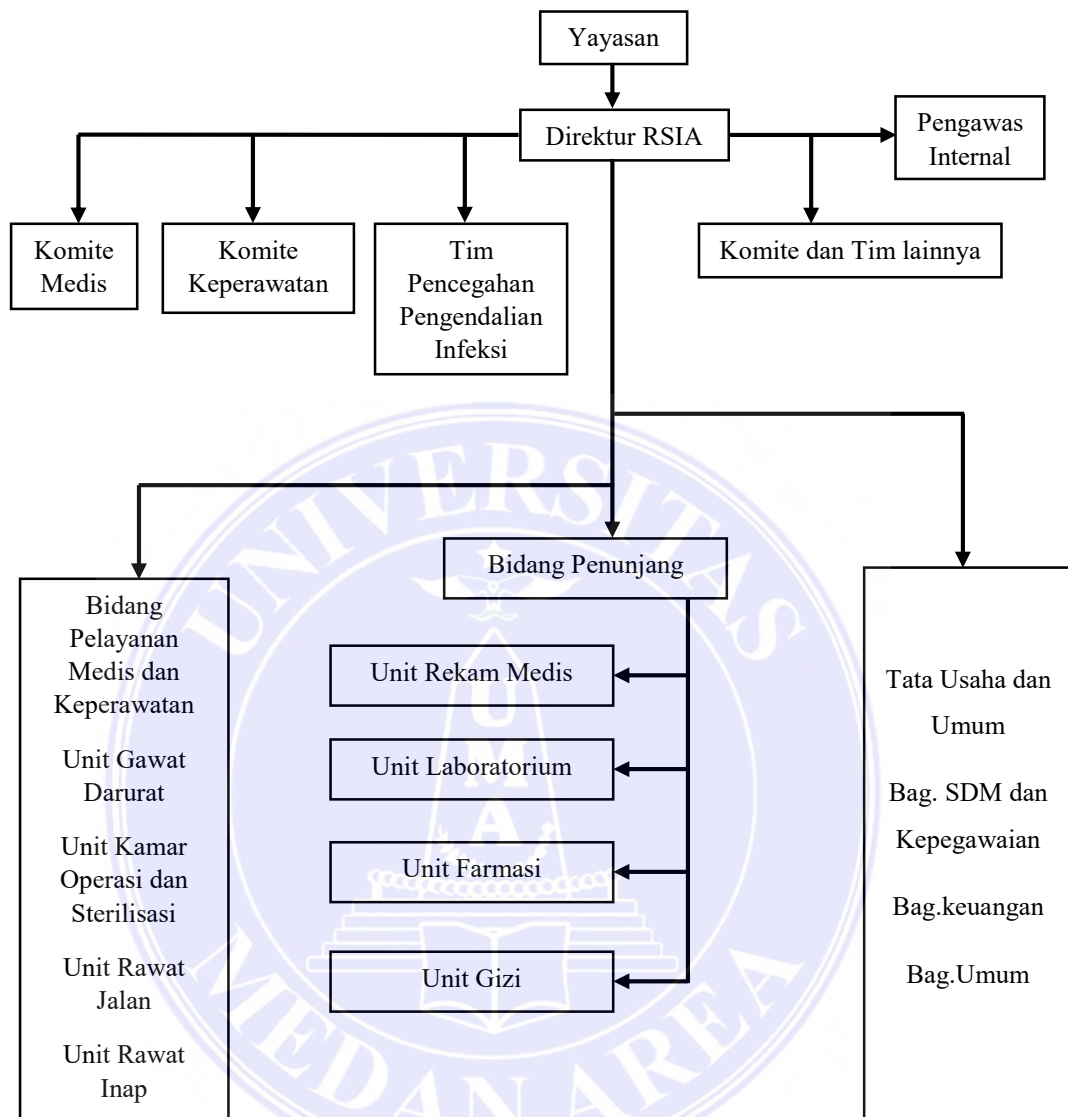 Yayasan
Direktur RSIA
Pengawas
Internal
Komite
Medis
Komite
Keperawatan
Tim
Pencegahan
Pengendalian
Infeksi
Komite dan Tim lainnya
Bidang
Pelayanan
Medis dan
Keperawatan
Unit Gawat
Darurat
Unit Kamar
Operasi dan
Sterilisasi
Unit Rawat
Jalan
Unit Rawat
Inap
Bidang Penunjang
Unit Rekam Medis
Unit Laboratorium
Unit Farmasi
Unit Gizi
Tata Usaha dan
Umum
Bag. SDM dan
Kepegawaian
Bag.keuangan
Bag.Umum
UNIVERSITAS
MEDAN AREA
U
M
A